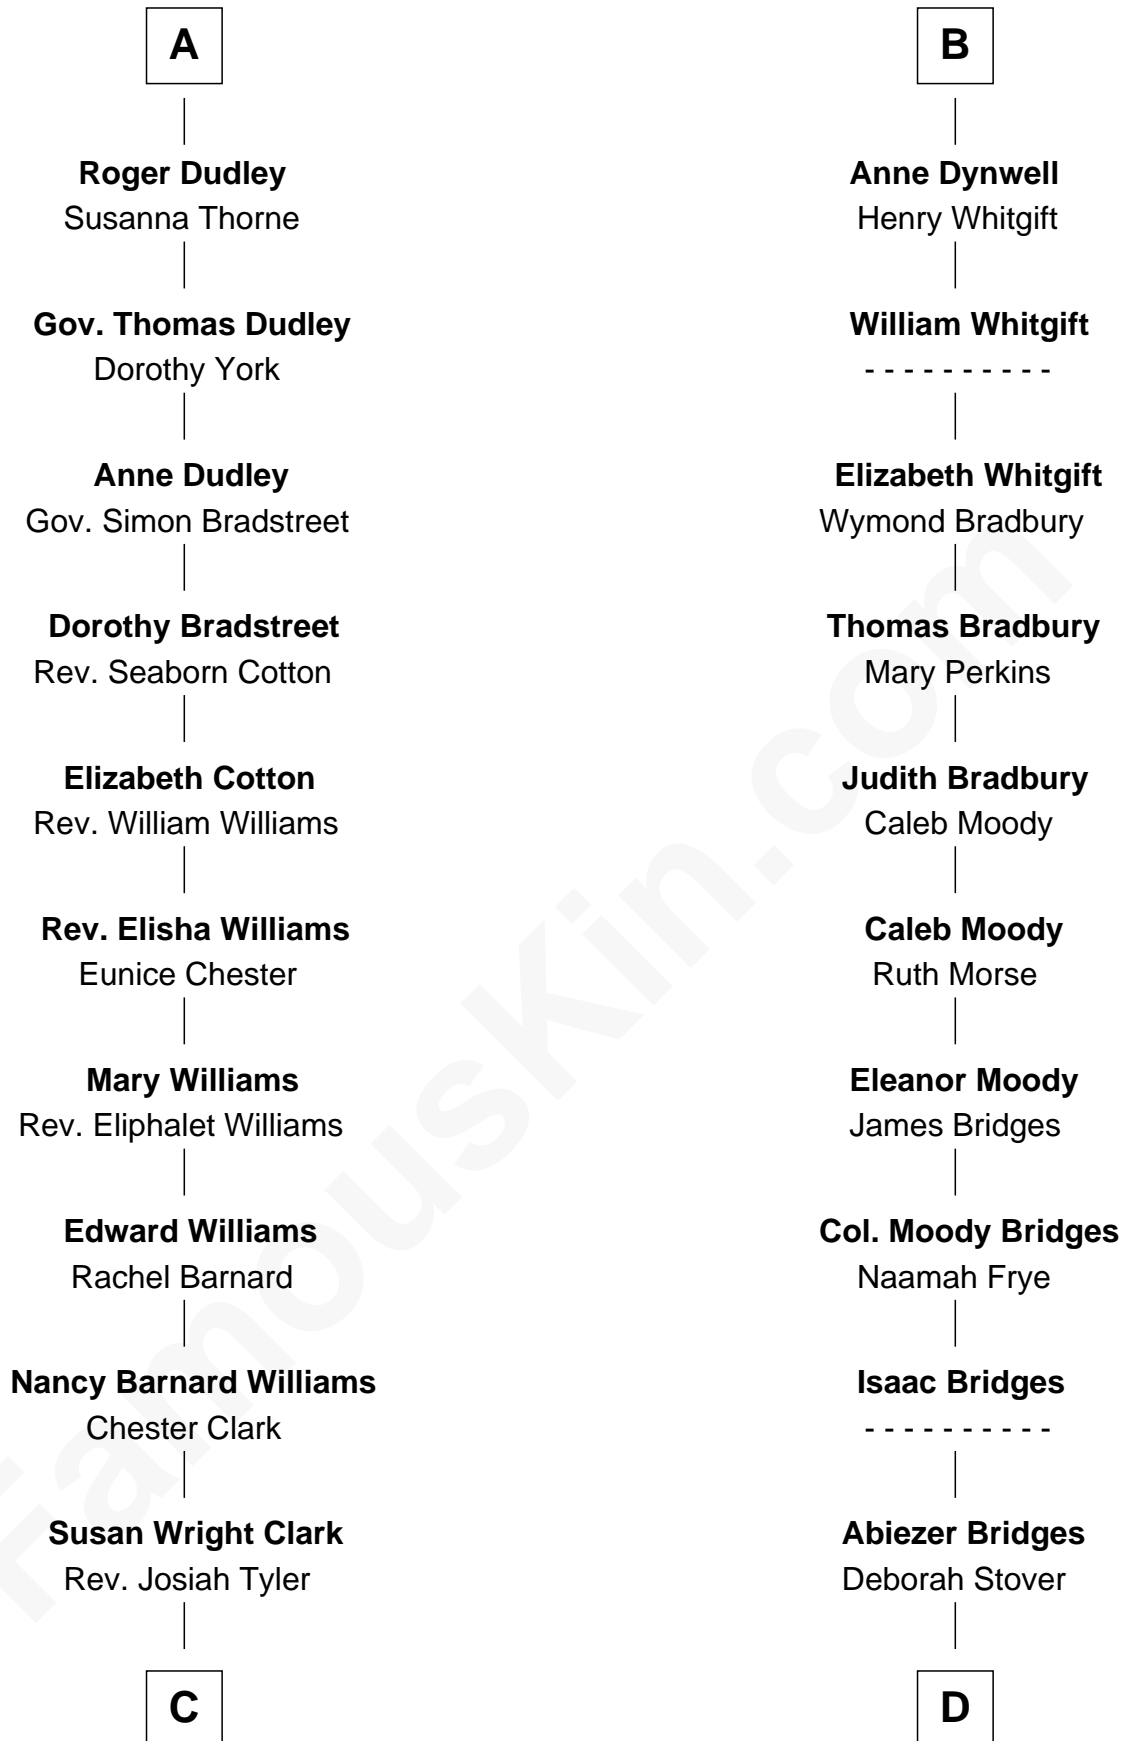 A
Roger Dudley
Susanna Thorne
Gov. Thomas Dudley
Dorothy York
Anne Dudley
Gov. Simon Bradstreet
Dorothy Bradstreet
Rev. Seaborn Cotton
Elizabeth Cotton
Rev. William Williams
Rev. Elisha Williams
Eunice Chester
Mary Williams
Rev. Eliphalet Williams
Edward Williams
Rachel Barnard
Nancy Barnard Williams
Chester Clark
Susan Wright Clark
Rev. Josiah Tyler
C
B
Anne Dynwell
Henry Whitgift
William Whitgift
- - - - - - - - - -
Elizabeth Whitgift
Wymond Bradbury
Thomas Bradbury
Mary Perkins
Judith Bradbury
Caleb Moody
Caleb Moody
Ruth Morse
Eleanor Moody
James Bridges
Col. Moody Bridges
Naamah Frye
Isaac Bridges
- - - - - - - - - -
Abiezer Bridges
Deborah Stover
D
FamousKin.com